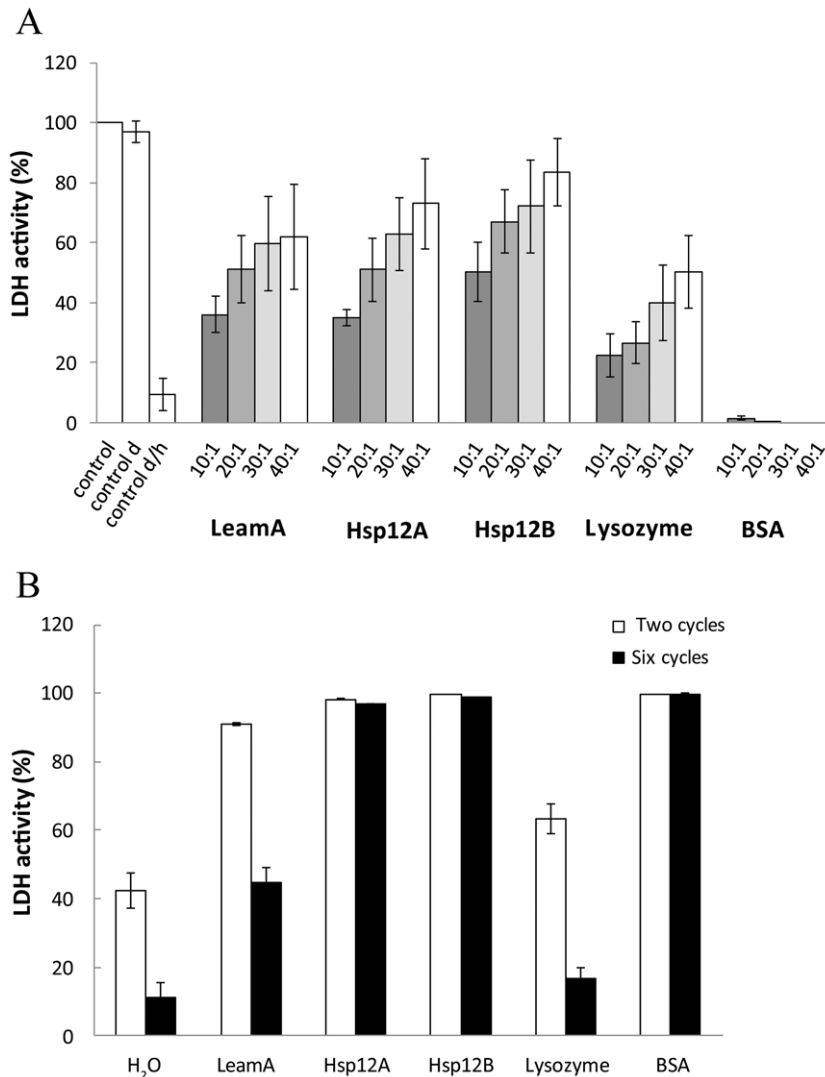 A
120
100
80
60
40
20
0
LDH activity (%)
control
control d
control d/h
10:1 20:1 30:1 40:1 10:1 20:1 30:1 40:1 10:1 20:1 30:1 40:1 10:1 20:1 30:1 40:1 10:1 20:1 30:1 40:1
LeamA Hsp12A Hsp12B Lysozyme BSA
B
120
100
80
60
40
20
0
LDH activity (%)
Two cycles
Six cycles
H₂O LeamA Hsp12A Hsp12B Lysozyme BSA